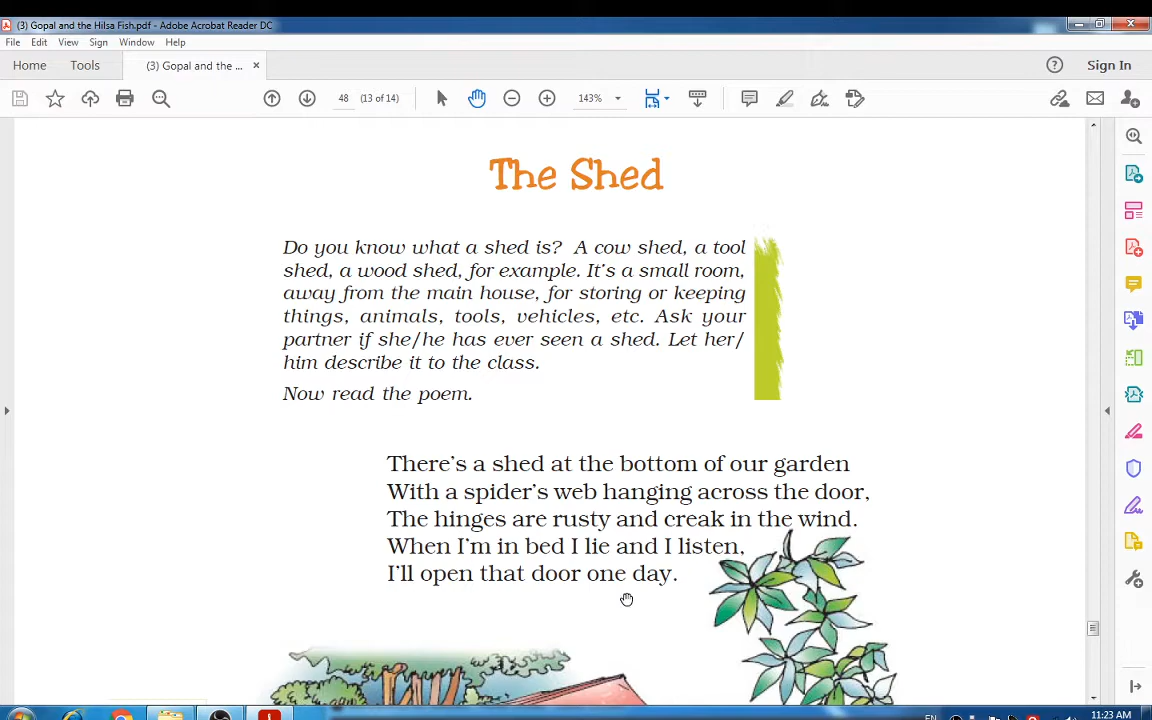 (3) Gopal and the Hilsa Fish.pdf - Adobe Acrobat Reader DC
File Edit View Sign Window Help
Home Tools (3) Gopal and the ... × Sign In
48 (13 of 14) 143%
The Shed
Do you know what a shed is? A cow shed, a tool
shed, a wood shed, for example. It's a small room,
away from the main house, for storing or keeping
things, animals, tools, vehicles, etc. Ask your
partner if she/he has ever seen a shed. Let her/
him describe it to the class.
Now read the poem.
There's a shed at the bottom of our garden
With a spider's web hanging across the door,
The hinges are rusty and creak in the wind.
When I'm in bed I lie and I listen,
I'll open that door one day.
EN 11:23 AM